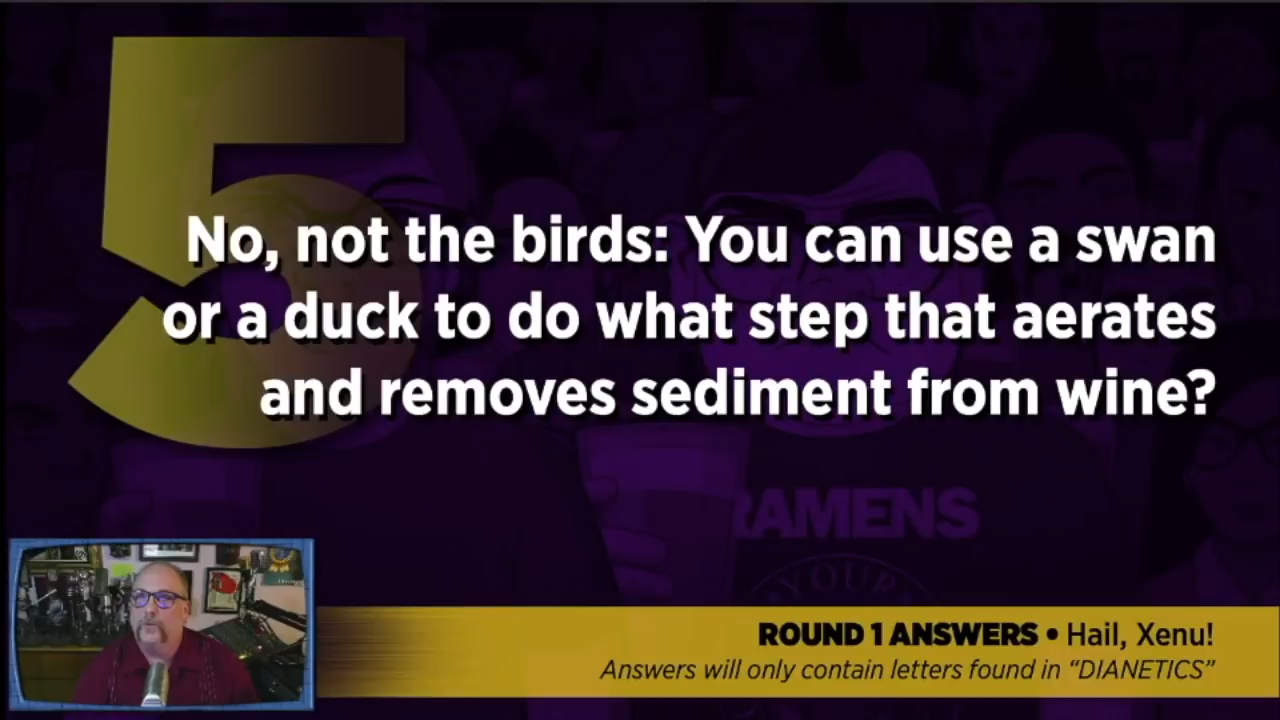 5
No, not the birds: You can use a swan
or a duck to do what step that aerates
and removes sediment from wine?
RAMENS
YOUR
ROUND 1 ANSWERS • Hail, Xenu!
Answers will only contain letters found in “DIANETICS”